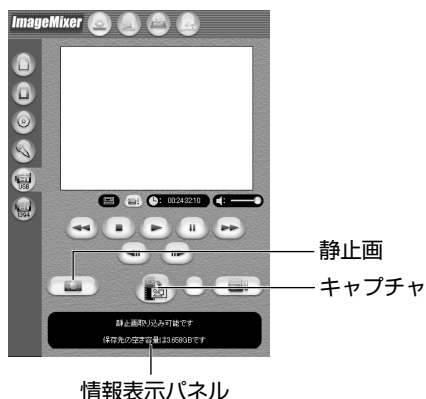 ImageMixer
USB
1394
00:24:32:10
静止画
キャプチャ
静止画取り込み可能です
保存先の空き容量は3.650GBです
情報表示パネル